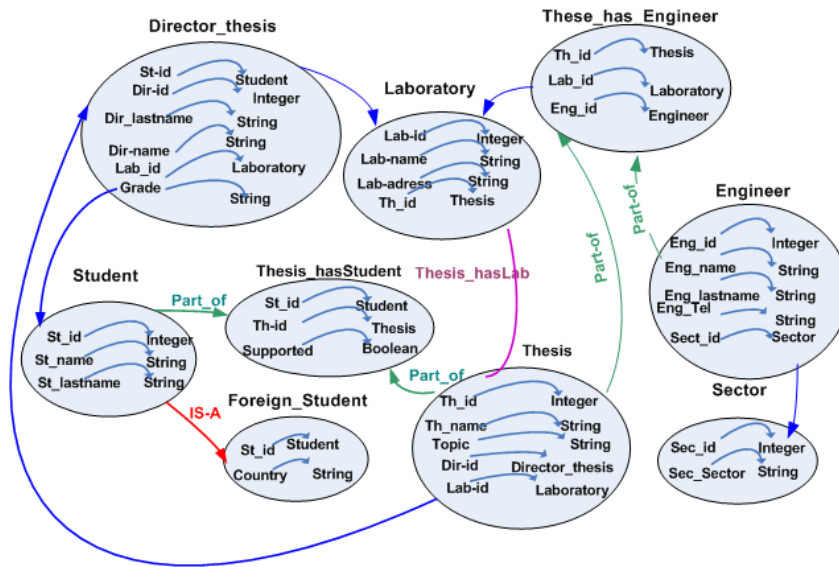 Director_thesis
St-id Student
Dir-id Integer
Dir_lastname String
Dir-name String
Lab_id Laboratory
Grade String
Laboratory
Lab-id Integer
Lab-name String
Lab-adress String
Th_id Thesis
These_has_Engineer
Th_id Thesis
Lab_id Laboratory
Eng_id Engineer
Part-of
Part-of
Engineer
Eng_id Integer
Eng_name String
Eng_lastname String
Eng_Tel String
Sect_id Sector
Student
St_id Integer
St_name String
St_lastname String
Part_of
Thesis_hasStudent
St_id Student
Th-id Thesis
Supported Boolean
Thesis_hasLab
Part_of
IS-A
Foreign_Student
St_id Student
Country String
Thesis
Th_id Integer
Th_name String
Topic String
Dir-id Director_thesis
Lab-id Laboratory
Sector
Sec_id Integer
Sec_Sector String